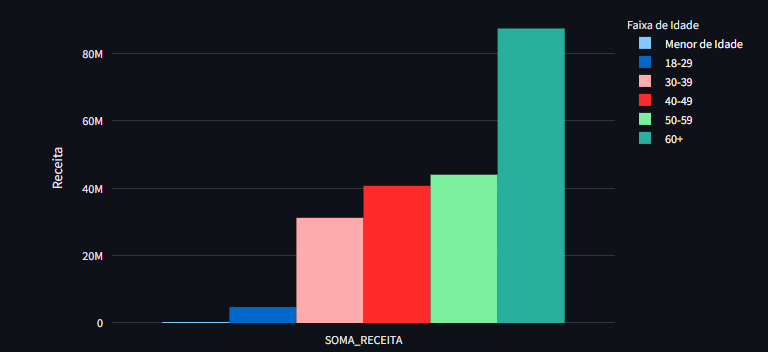 Faixa de Idade
Menor de Idade
18-29
30-39
40-49
50-59
60+
80M
60M
40M
20M
0
Receita
SOMA_RECEITA